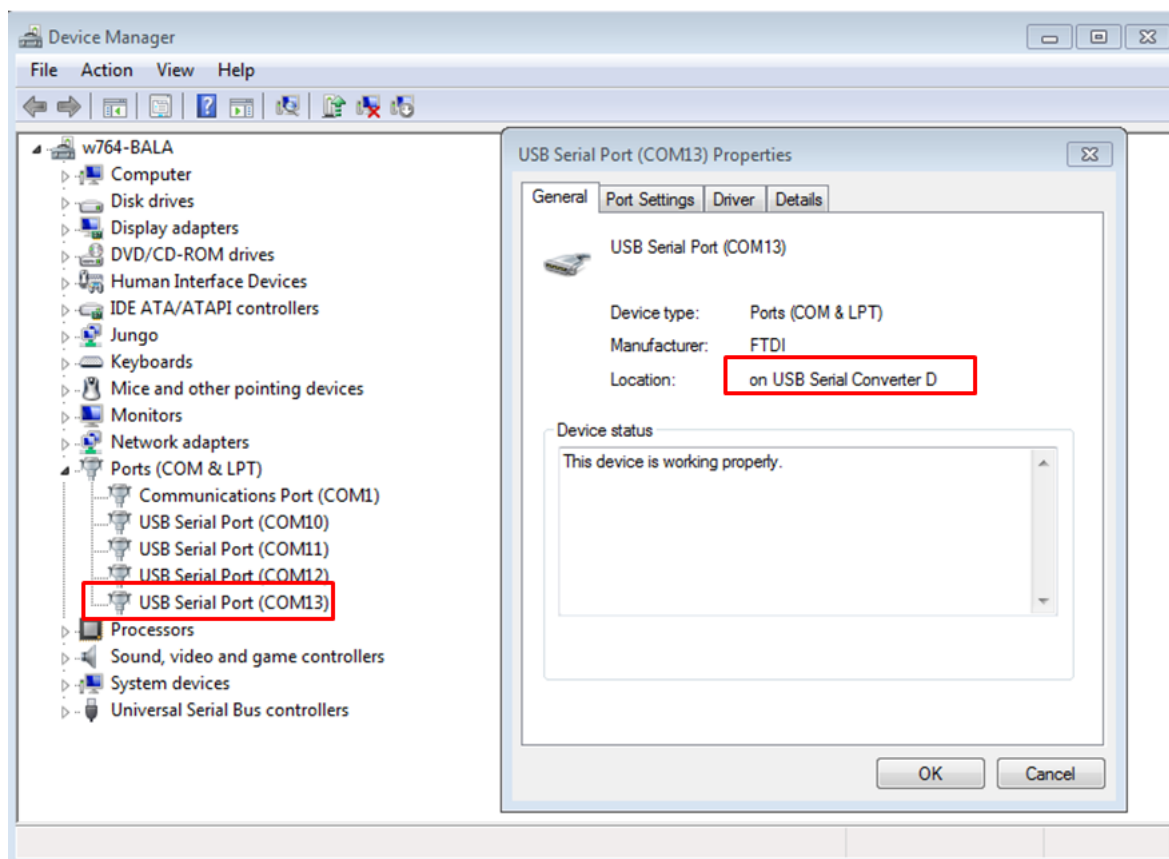 Device Manager
File Action View Help
w764-BALA
Computer
Disk drives
Display adapters
DVD/CD-ROM drives
Human Interface Devices
IDE ATA/ATAPI controllers
Jungo
Keyboards
Mice and other pointing devices
Monitors
Network adapters
Ports (COM & LPT)
Communications Port (COM1)
USB Serial Port (COM10)
USB Serial Port (COM11)
USB Serial Port (COM12)
USB Serial Port (COM13)
Processors
Sound, video and game controllers
System devices
Universal Serial Bus controllers
USB Serial Port (COM13) Properties
General Port Settings Driver Details
USB Serial Port (COM13)
Device type: Ports (COM & LPT)
Manufacturer: FTDI
Location: on USB Serial Converter D
Device status
This device is working properly.
OK Cancel